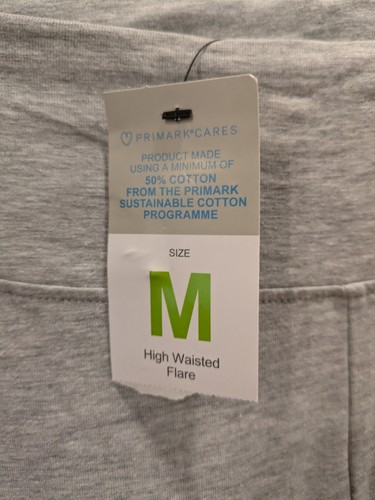 PRIMARK®CARES
PRODUCT MADE
USING A MINIMUM OF
50% COTTON
FROM THE PRIMARK
SUSTAINABLE COTTON
PROGRAMME
SIZE
M
High Waisted
Flare